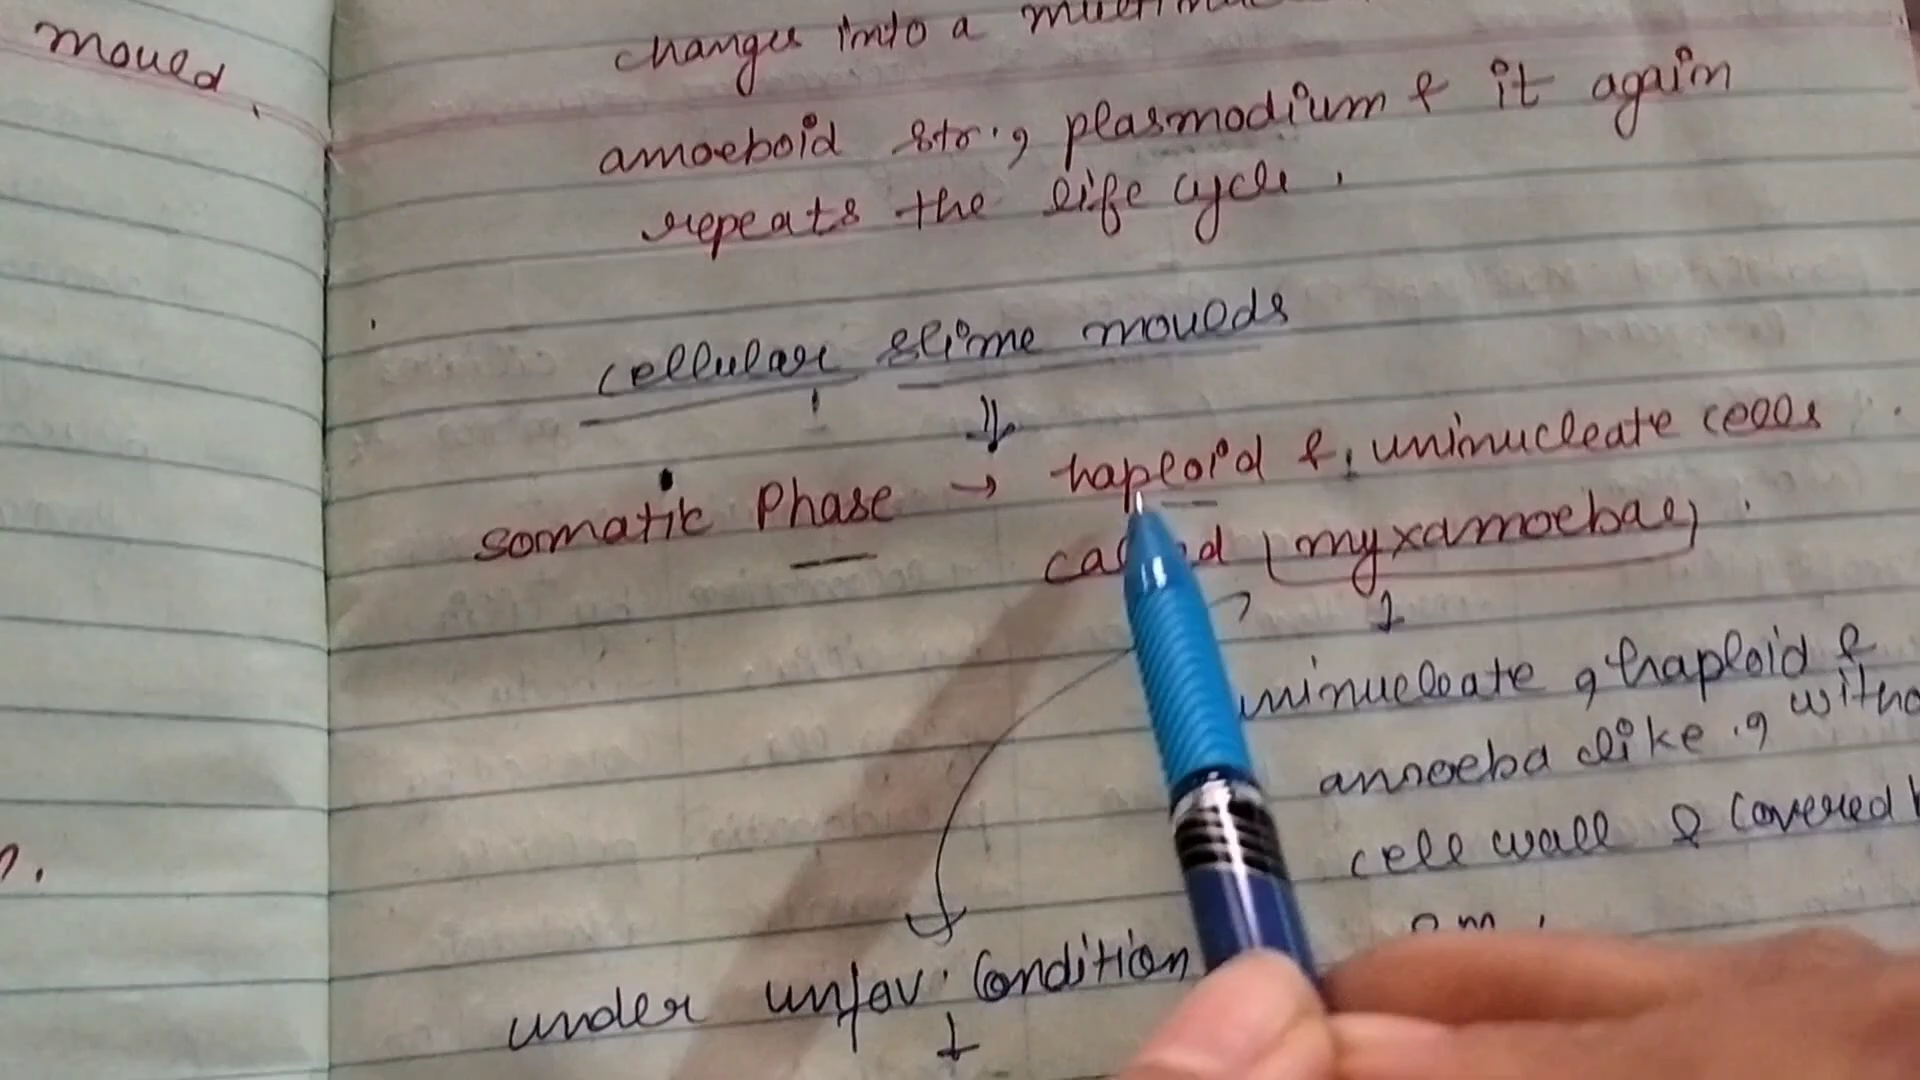 mould.
changes into a
amoeboid str., plasmodium & it again
repeats the life cycle.
cellular slime moulds
somatic Phase → haploid & uninucleate cells
called (myxamoebae)
uninucleate, haploid &
amoeba like,
cell wall & covered
under unfav. Condition